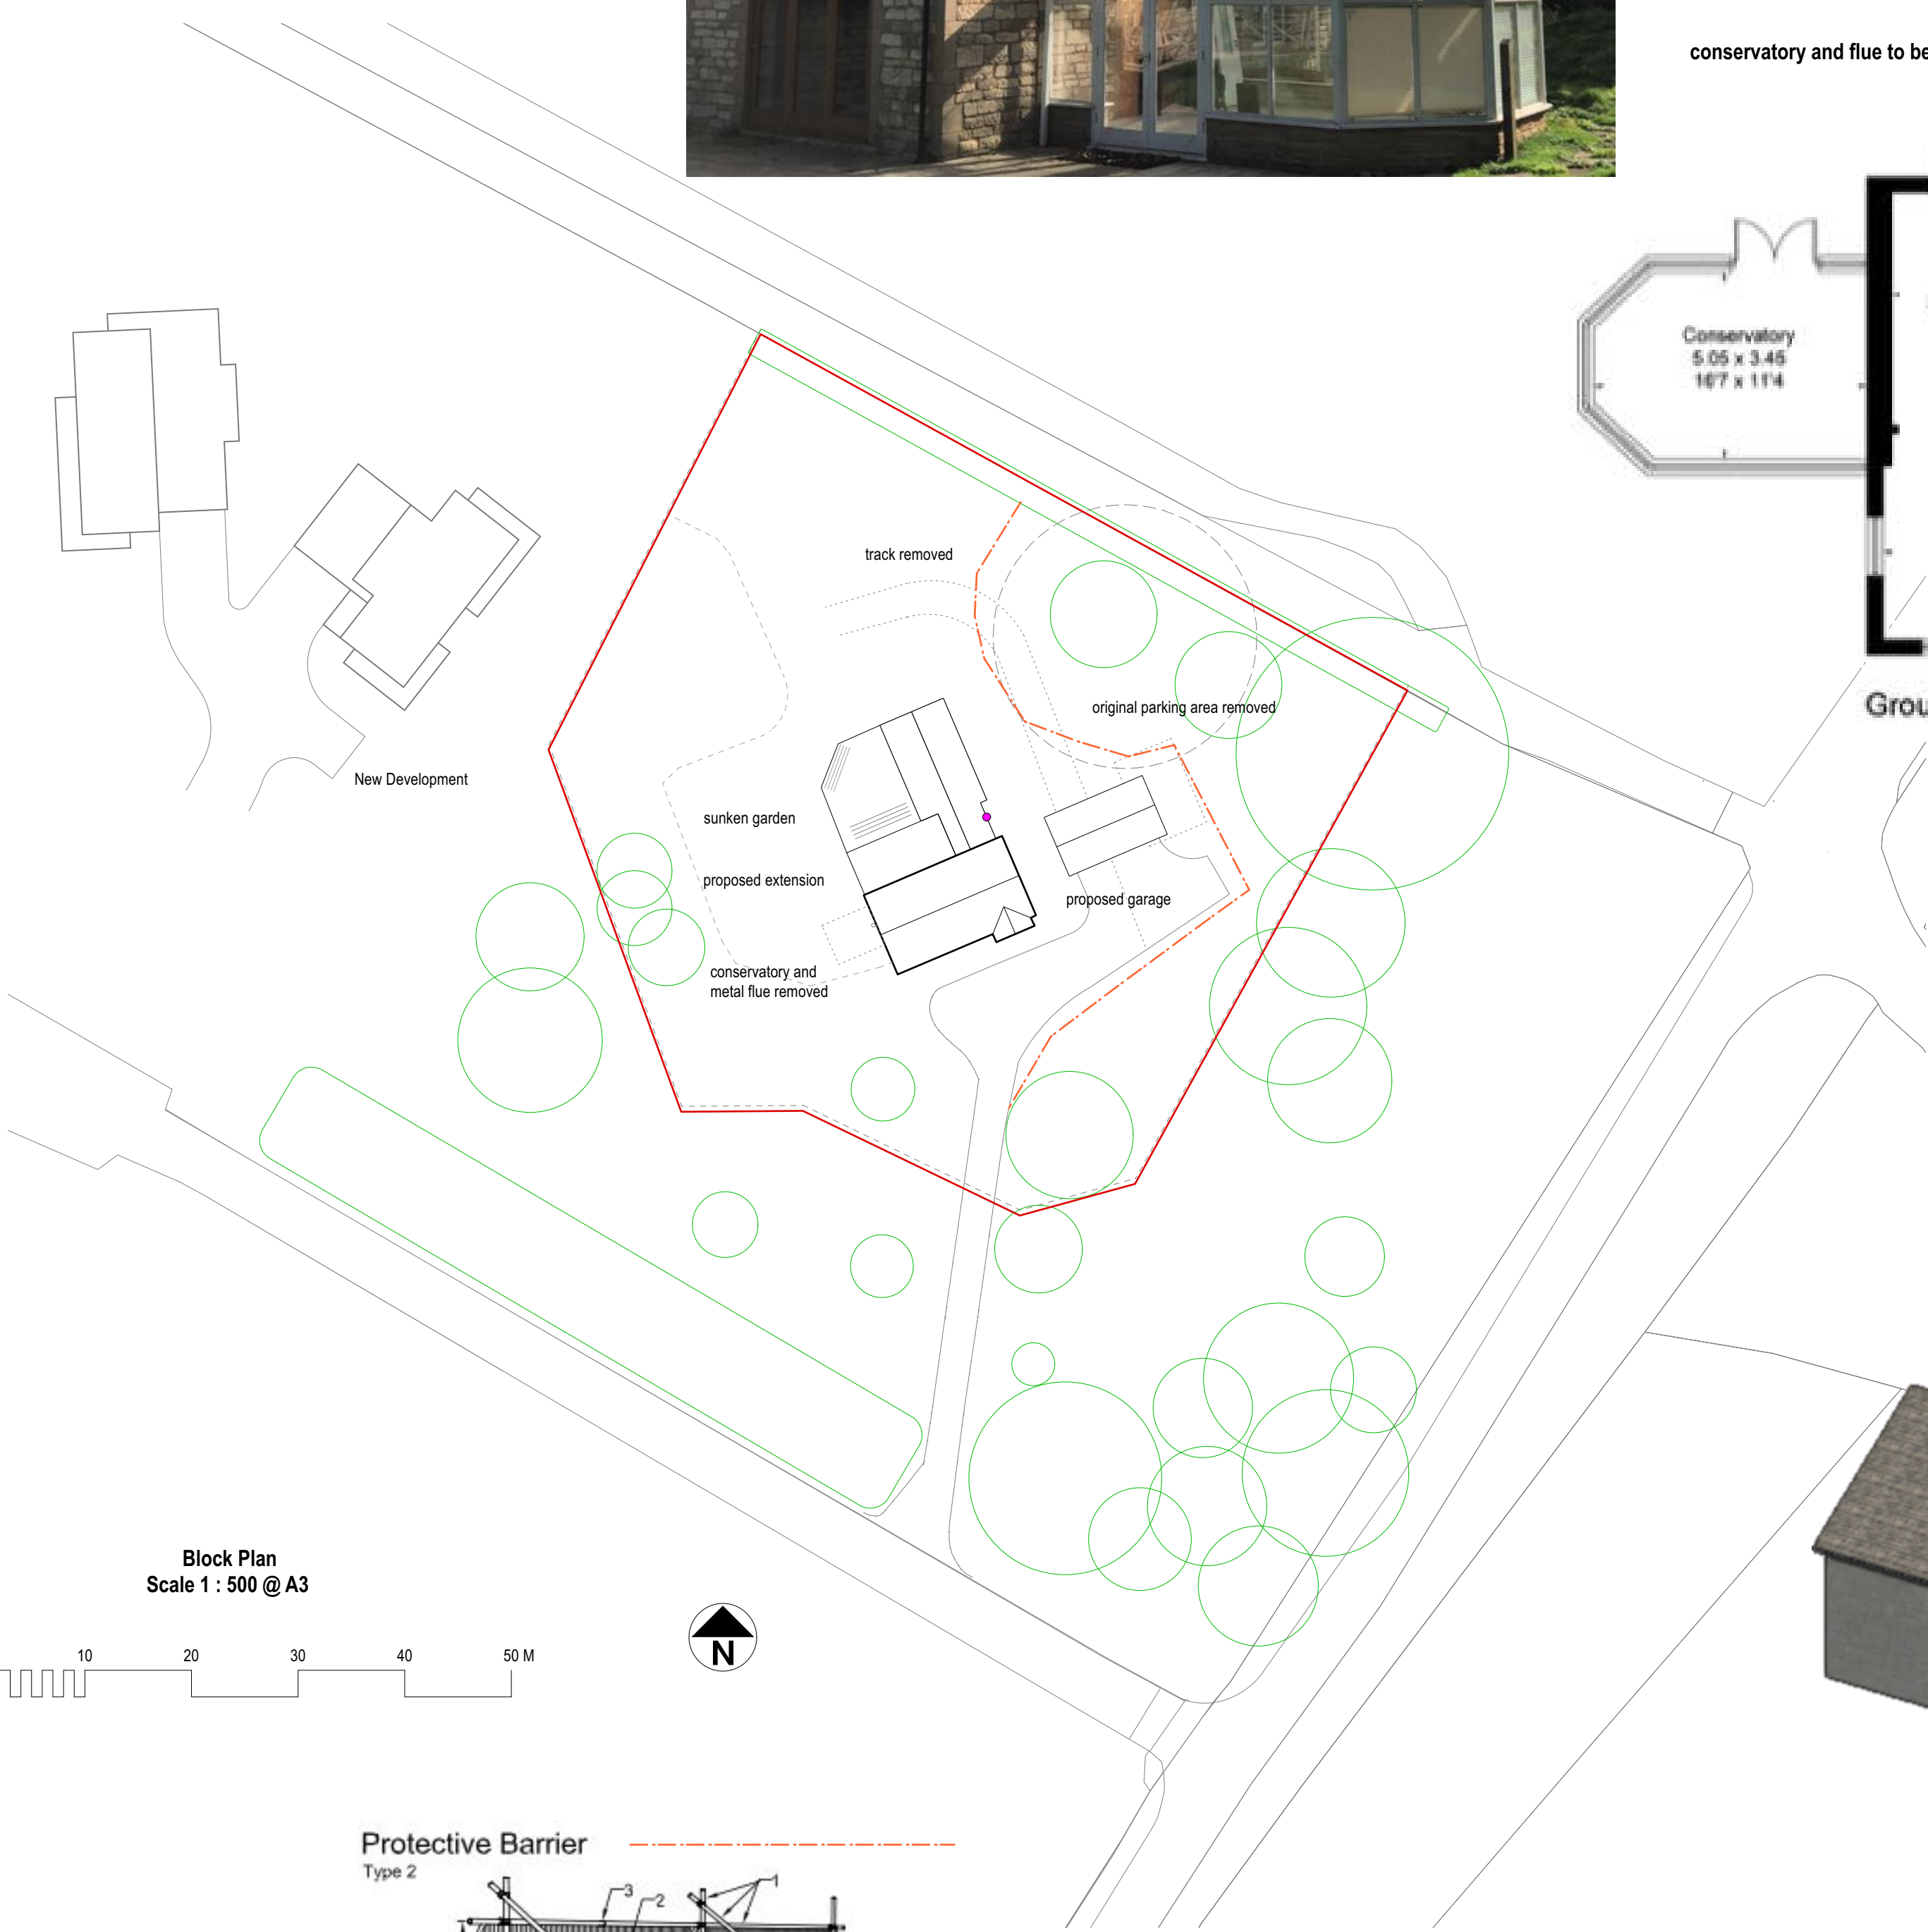 conservatory and flue to be
Conservatory
5.05 x 3.45
16'7 x 11'4
Grou
track removed
original parking area removed
New Development
sunken garden
proposed extension
proposed garage
conservatory and
metal flue removed
Block Plan
Scale 1 : 500 @ A3
10 20 30 40 50 M
N
Protective Barrier
Type 2
3
2
1